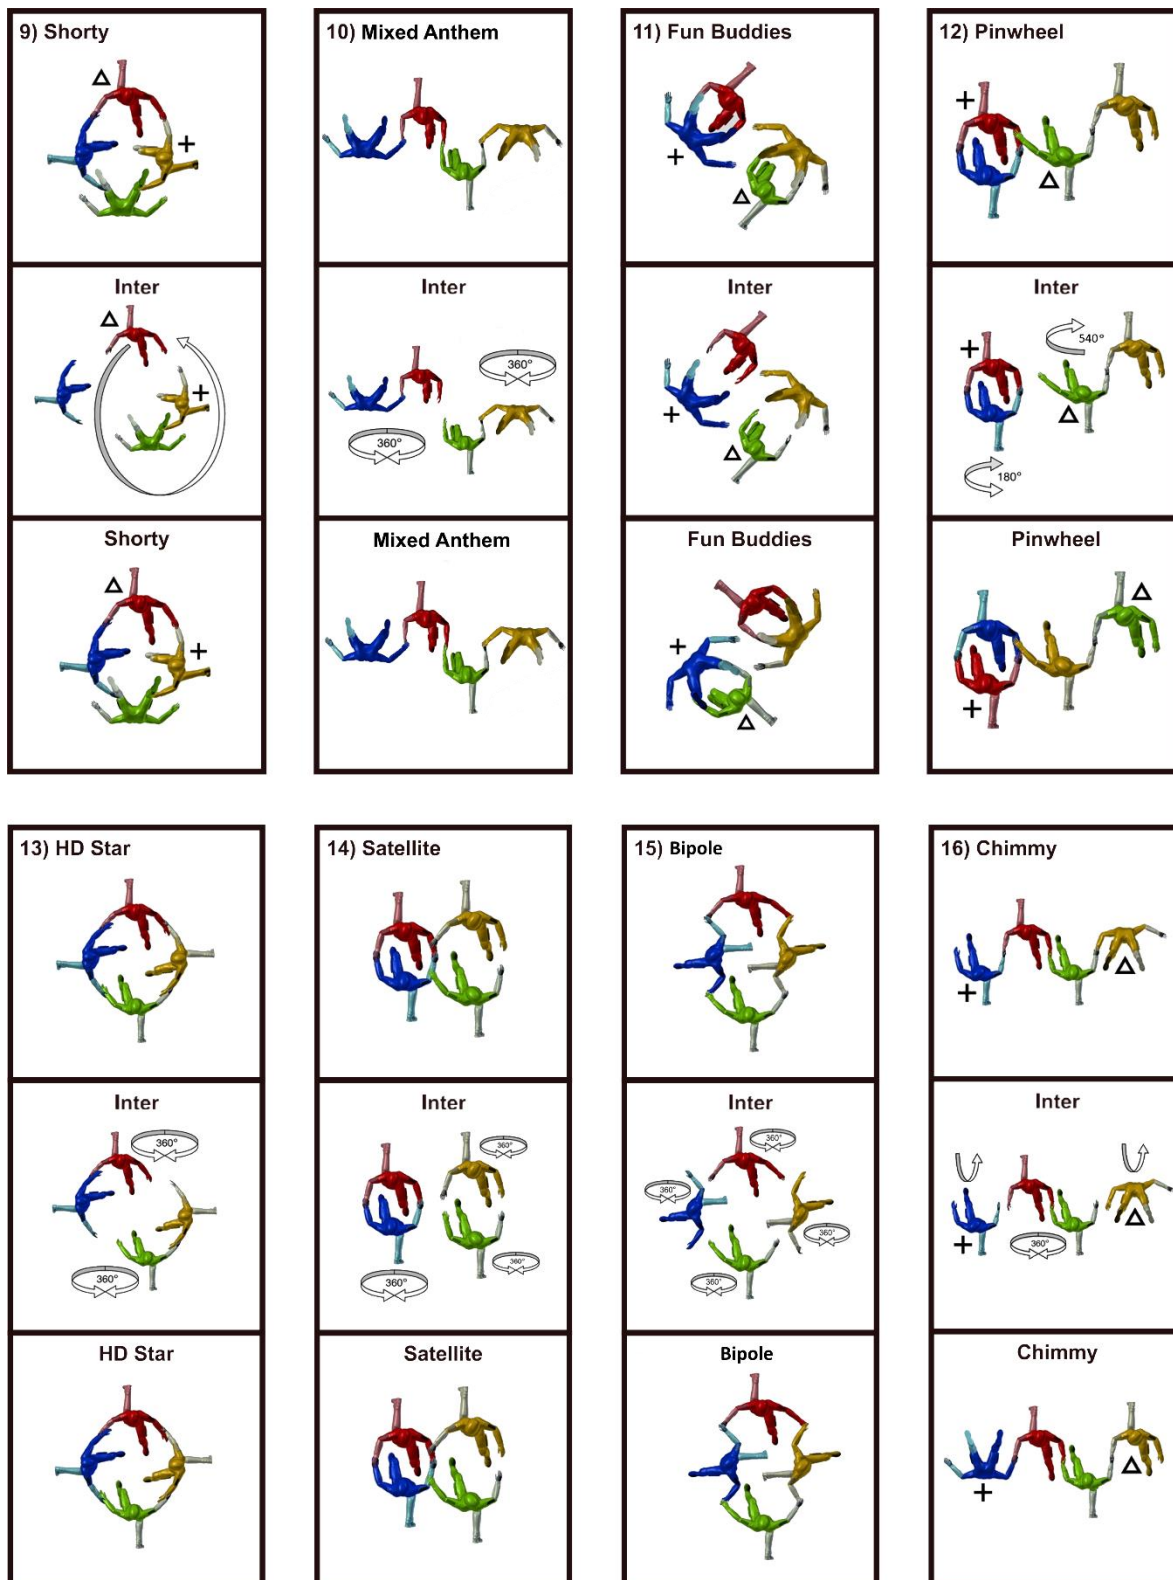 9) Shorty
Inter
Shorty
10) Mixed Anthem
Inter
360°
360°
Mixed Anthem
11) Fun Buddies
Inter
Fun Buddies
12) Pinwheel
Inter
540°
180°
Pinwheel
13) HD Star
Inter
360°
360°
HD Star
14) Satellite
Inter
360°
360°
360°
Satellite
15) Bipole
Inter
360°
360°
360°
360°
Bipole
16) Chimmy
Inter
360°
Chimmy